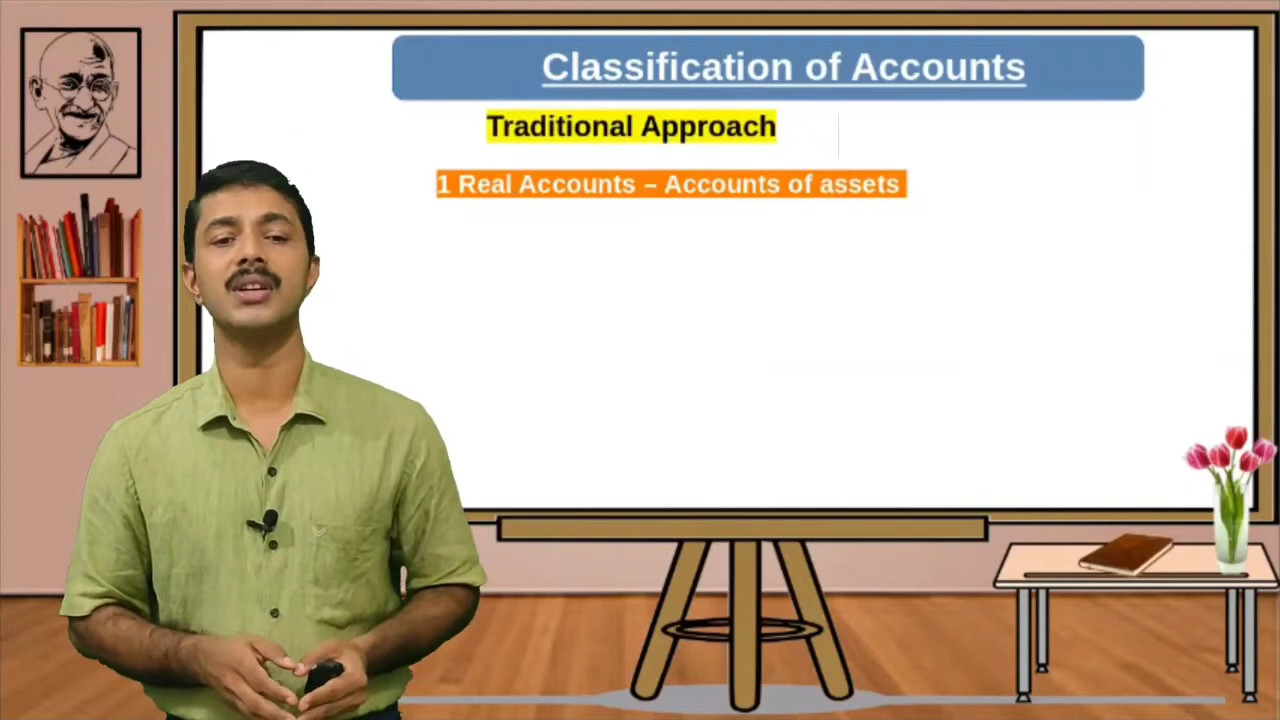 Classification of Accounts
Traditional Approach
1 Real Accounts – Accounts of assets